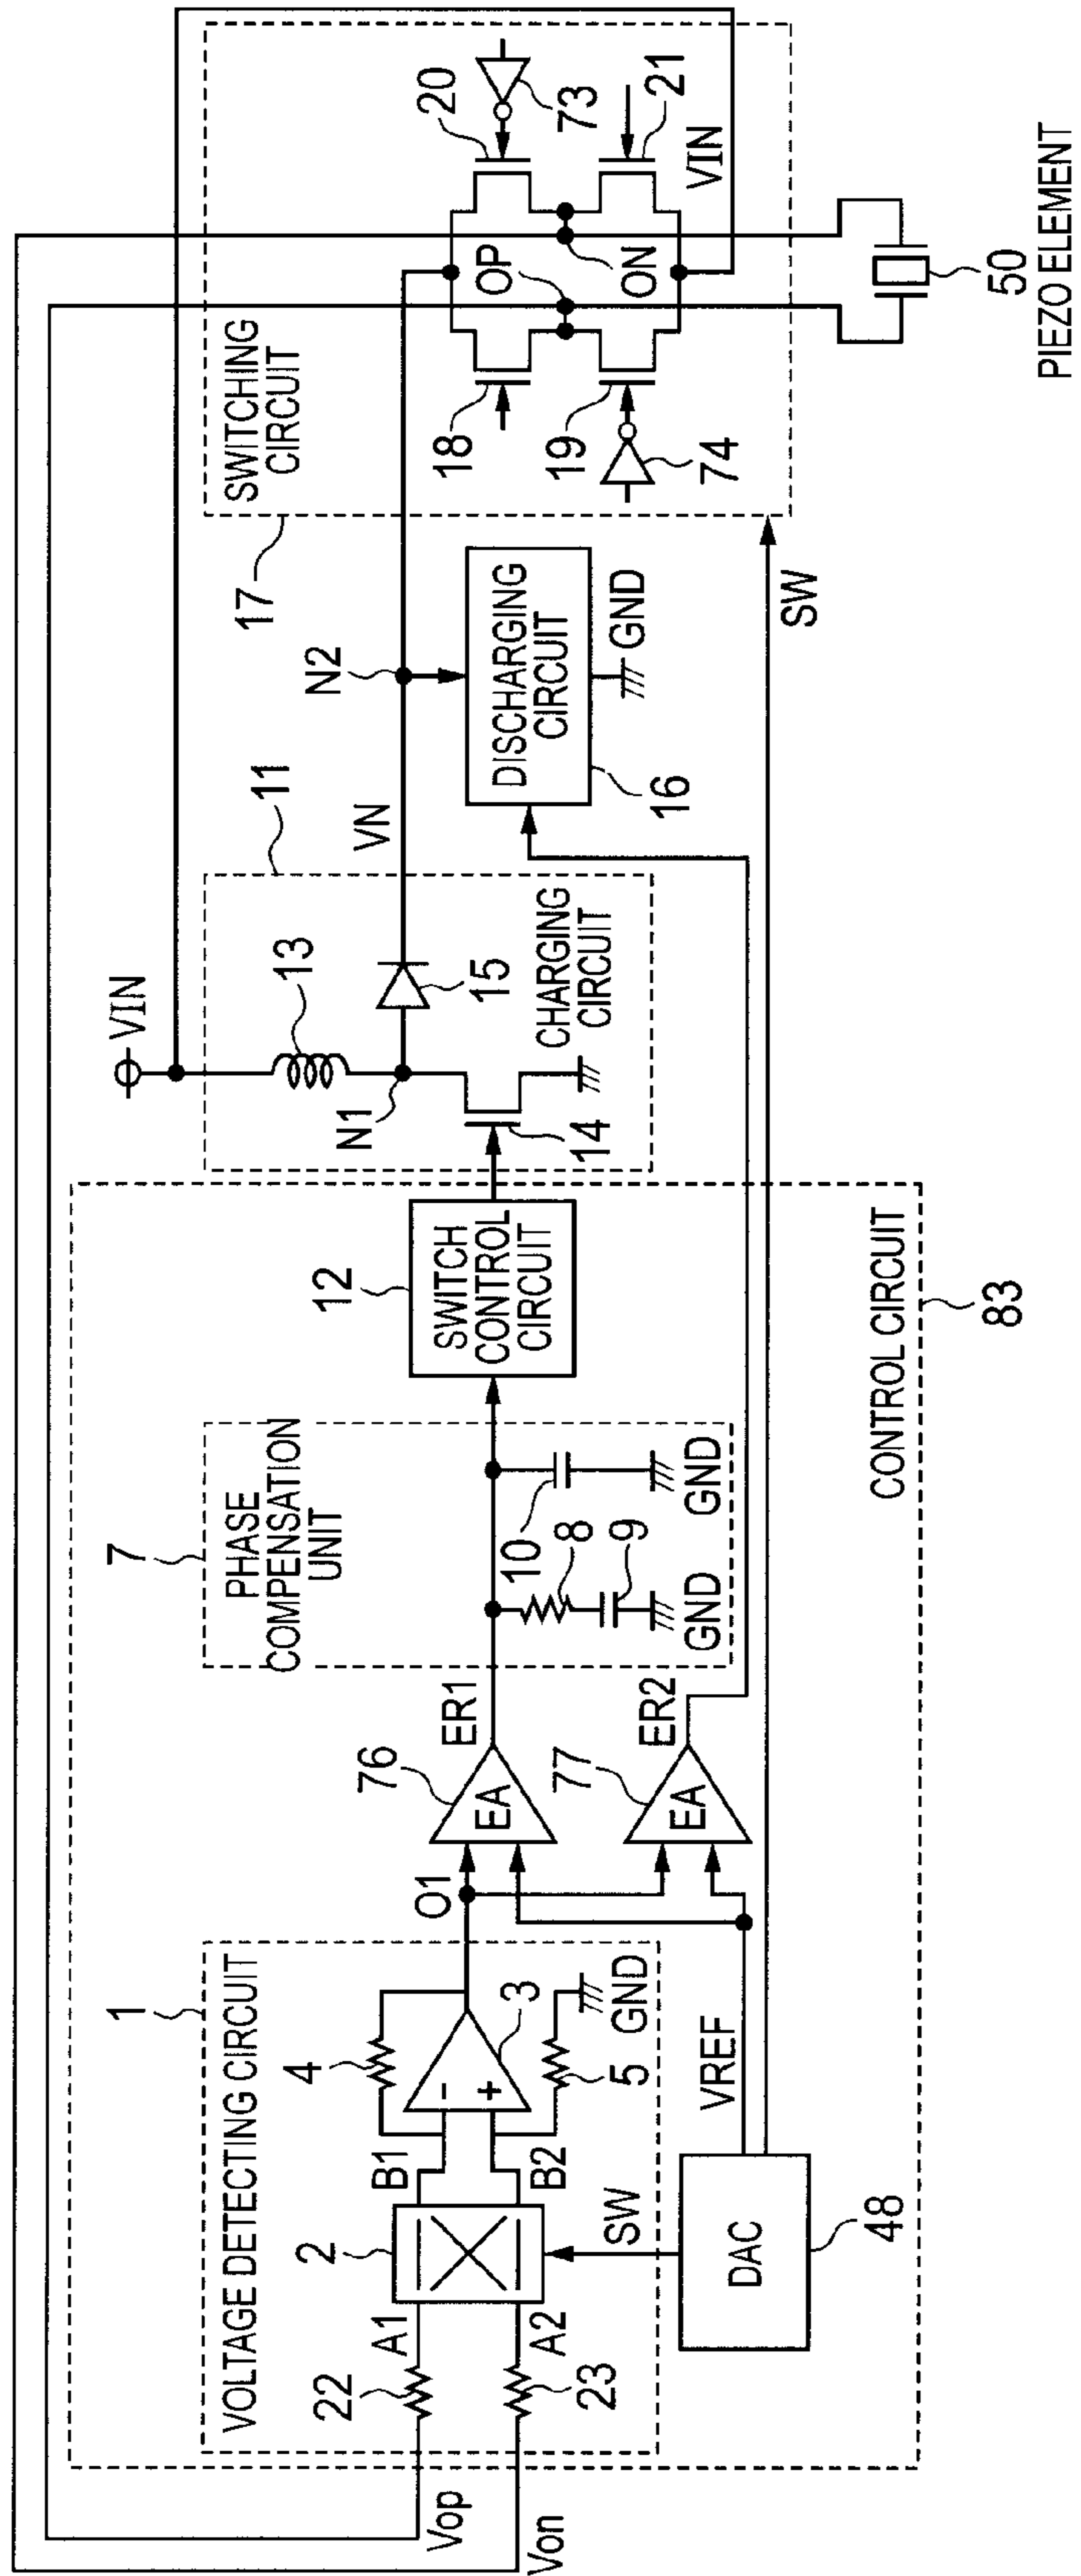 VOLTAGE DETECTING CIRCUIT
1
Vop
Von
22
23
A1
A2
2
B1
B2
4
3
5
GND
SW
DAC
48
VREF
O1
76
EA
ER1
77
EA
ER2
7
PHASE
COMPENSATION
UNIT
10
8
9
GND
GND
12
SWITCH
CONTROL
CIRCUIT
CONTROL CIRCUIT
83
VIN
13
N1
14
15
CHARGING
CIRCUIT
11
VN
N2
DISCHARGING
CIRCUIT
16
GND
SW
17
SWITCHING
CIRCUIT
18
19
74
OP
ON
20
73
21
VIN
50
PIEZO ELEMENT